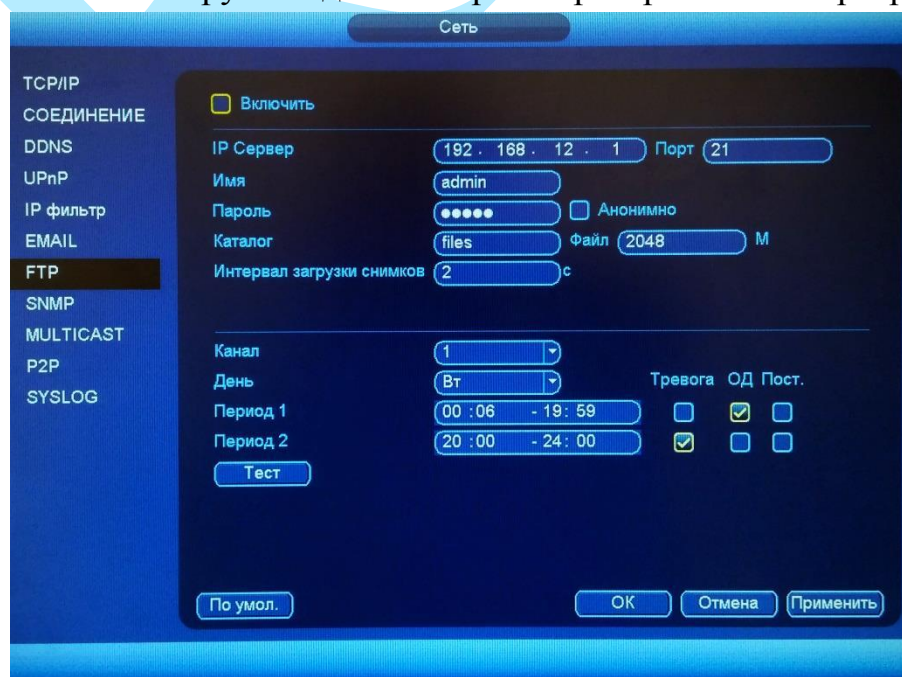 Сеть
TCP/IP
СОЕДИНЕНИЕ
DDNS
UPnP
IP фильтр
EMAIL
FTP
SNMP
MULTICAST
P2P
SYSLOG
Включить
IP Сервер 192 . 168 . 12 . 1 Порт 21
Имя admin
Пароль ●●●●● Анонимно
Каталог files Файл 2048 M
Интервал загрузки снимков 2 с
Канал 1
День Вт Тревога ОД Пост.
Период 1 00 :06 - 19: 59
Период 2 20 :00 - 24: 00
Тест
По умол. OK Отмена Применить